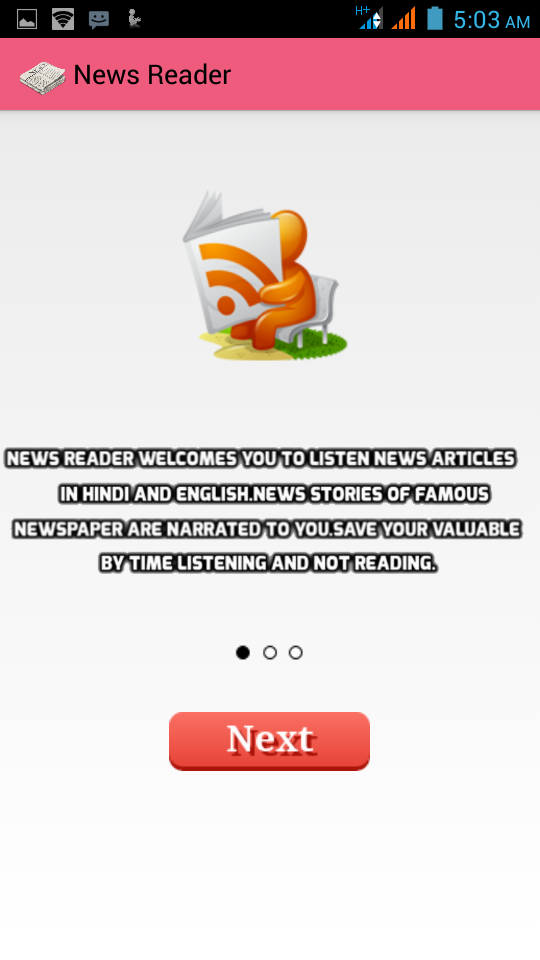 H+ 5:03 AM
News Reader
NEWS READER WELCOMES YOU TO LISTEN NEWS ARTICLES
IN HINDI AND ENGLISH.NEWS STORIES OF FAMOUS
NEWSPAPER ARE NARRATED TO YOU.SAVE YOUR VALUABLE
BY TIME LISTENING AND NOT READING.
Next